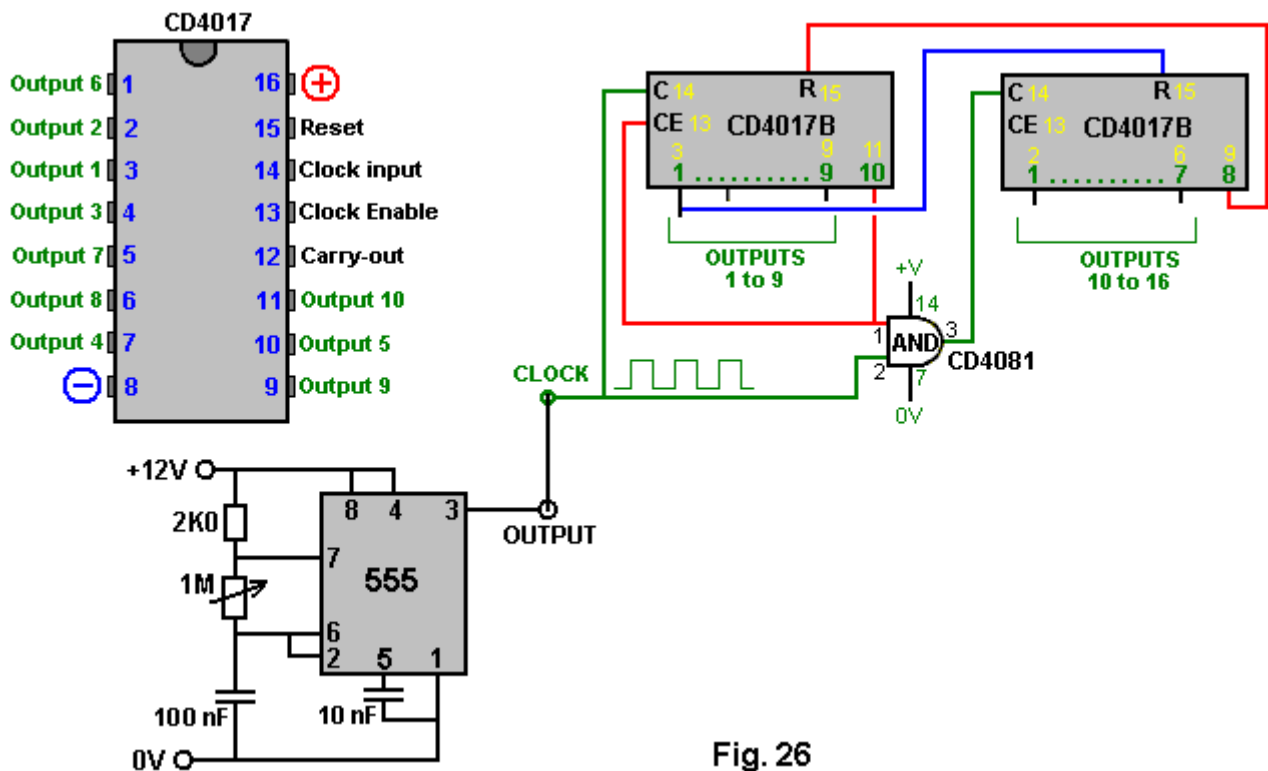 CD4017
Output 6 1 16 +
Output 2 2 15 Reset
Output 1 3 14 Clock input
Output 3 4 13 Clock Enable
Output 7 5 12 Carry-out
Output 8 6 11 Output 10
Output 4 7 10 Output 5
− 8 9 Output 9
C 14 R 15
CE 13 CD4017B
3 9 11
1 .......... 9 10
OUTPUTS
1 to 9
C 14 R 15
CE 13 CD4017B
2 6 9
1 .......... 7 8
OUTPUTS
10 to 16
+V
14
1 AND 3
2 CD4081
7
0V
CLOCK
OUTPUT
+12V
8 4 3
2K0
7
1M
555
6
2
5 1
100 nF
10 nF
0V
Fig. 26